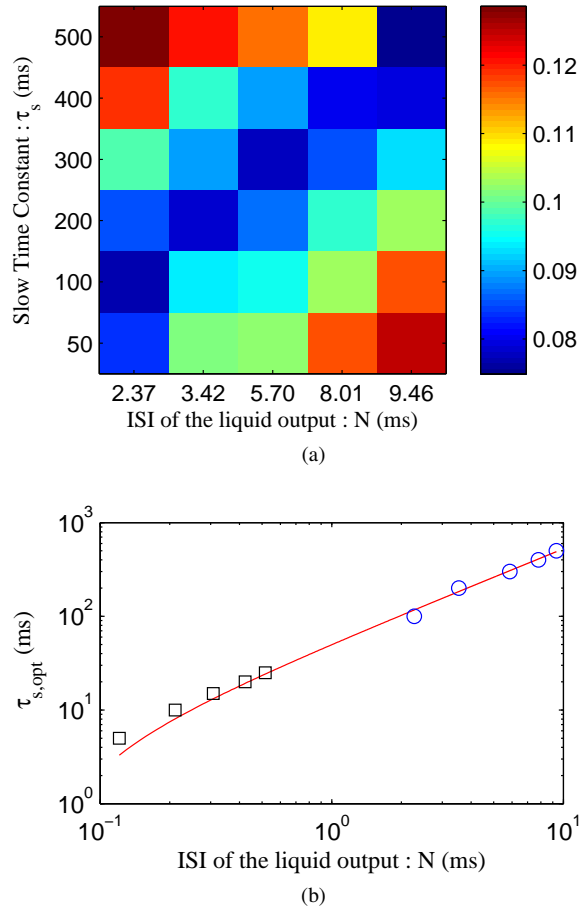 500
400
300
200
100
50
Slow Time Constant : τs (ms)
2.37 3.42 5.70 8.01 9.46
ISI of the liquid output : N (ms)
0.12
0.11
0.1
0.09
0.08
(a)
10^3
10^2
10^1
10^0
τs,opt (ms)
10^-1 10^0 10^1
ISI of the liquid output : N (ms)
(b)